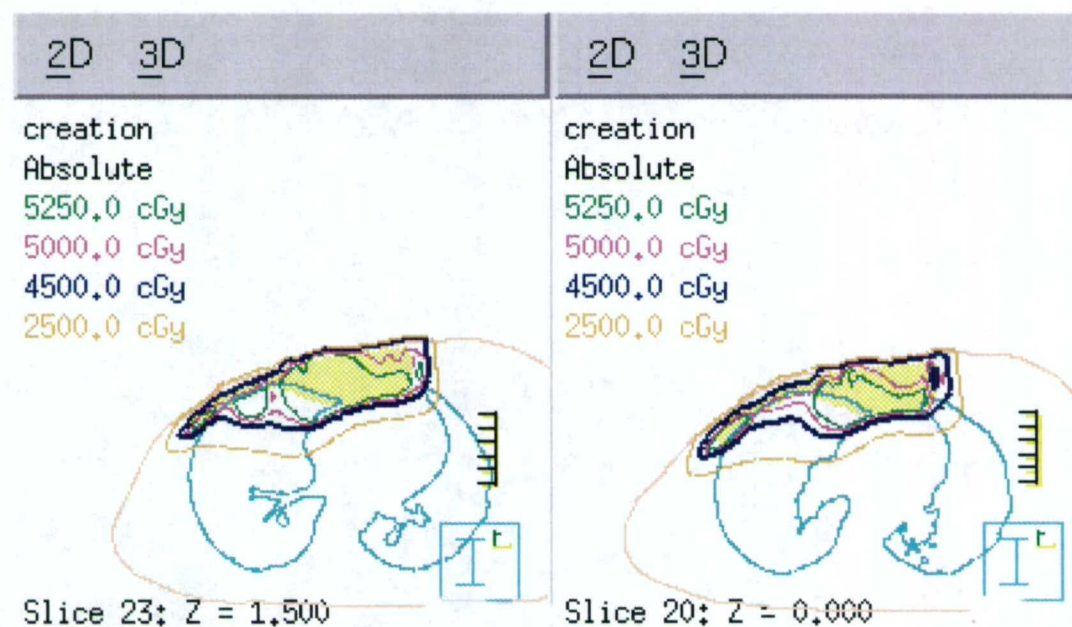 2D 3D
creation
Absolute
5250.0 cGy
5000.0 cGy
4500.0 cGy
2500.0 cGy
Slice 23: Z = 1.500
2D 3D
creation
Absolute
5250.0 cGy
5000.0 cGy
4500.0 cGy
2500.0 cGy
Slice 20: Z = 0.000